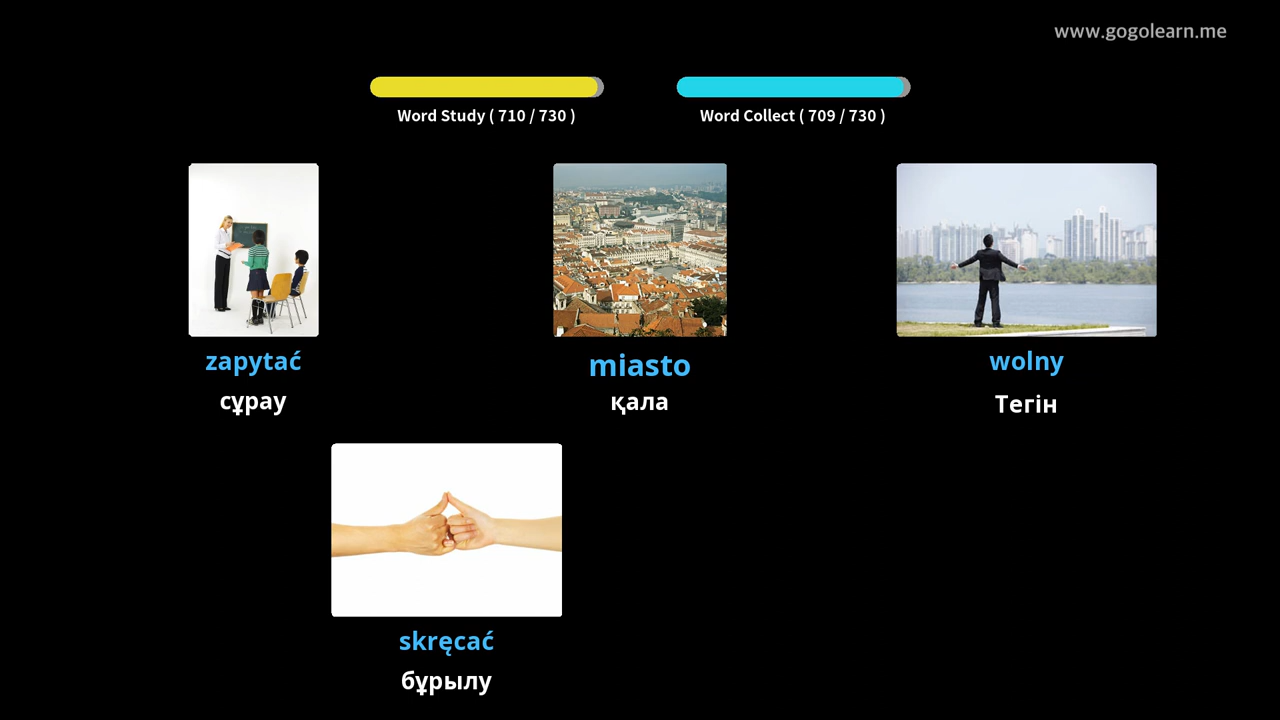 www.gogolearn.me
Word Study ( 710 / 730 )
Word Collect ( 709 / 730 )
zapytać
сұрау
miasto
қала
wolny
Тегін
skręcać
бұрылу